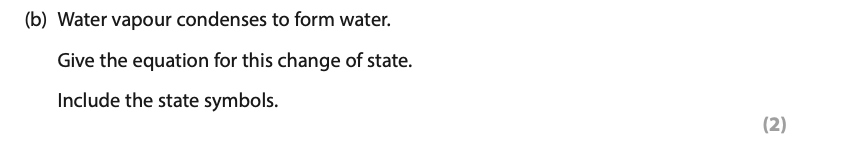 (b) Water vapour condenses to form water.
Give the equation for this change of state.
Include the state symbols.
(2)